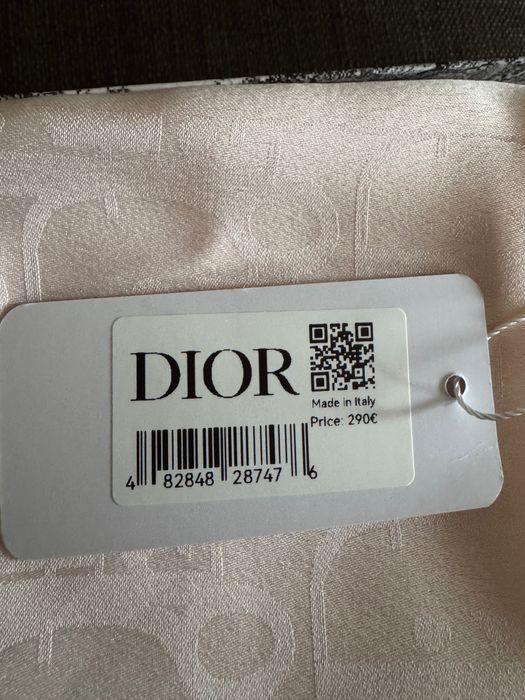 DIOR
Made in Italy
Price: 290€
4 82848 28747 6